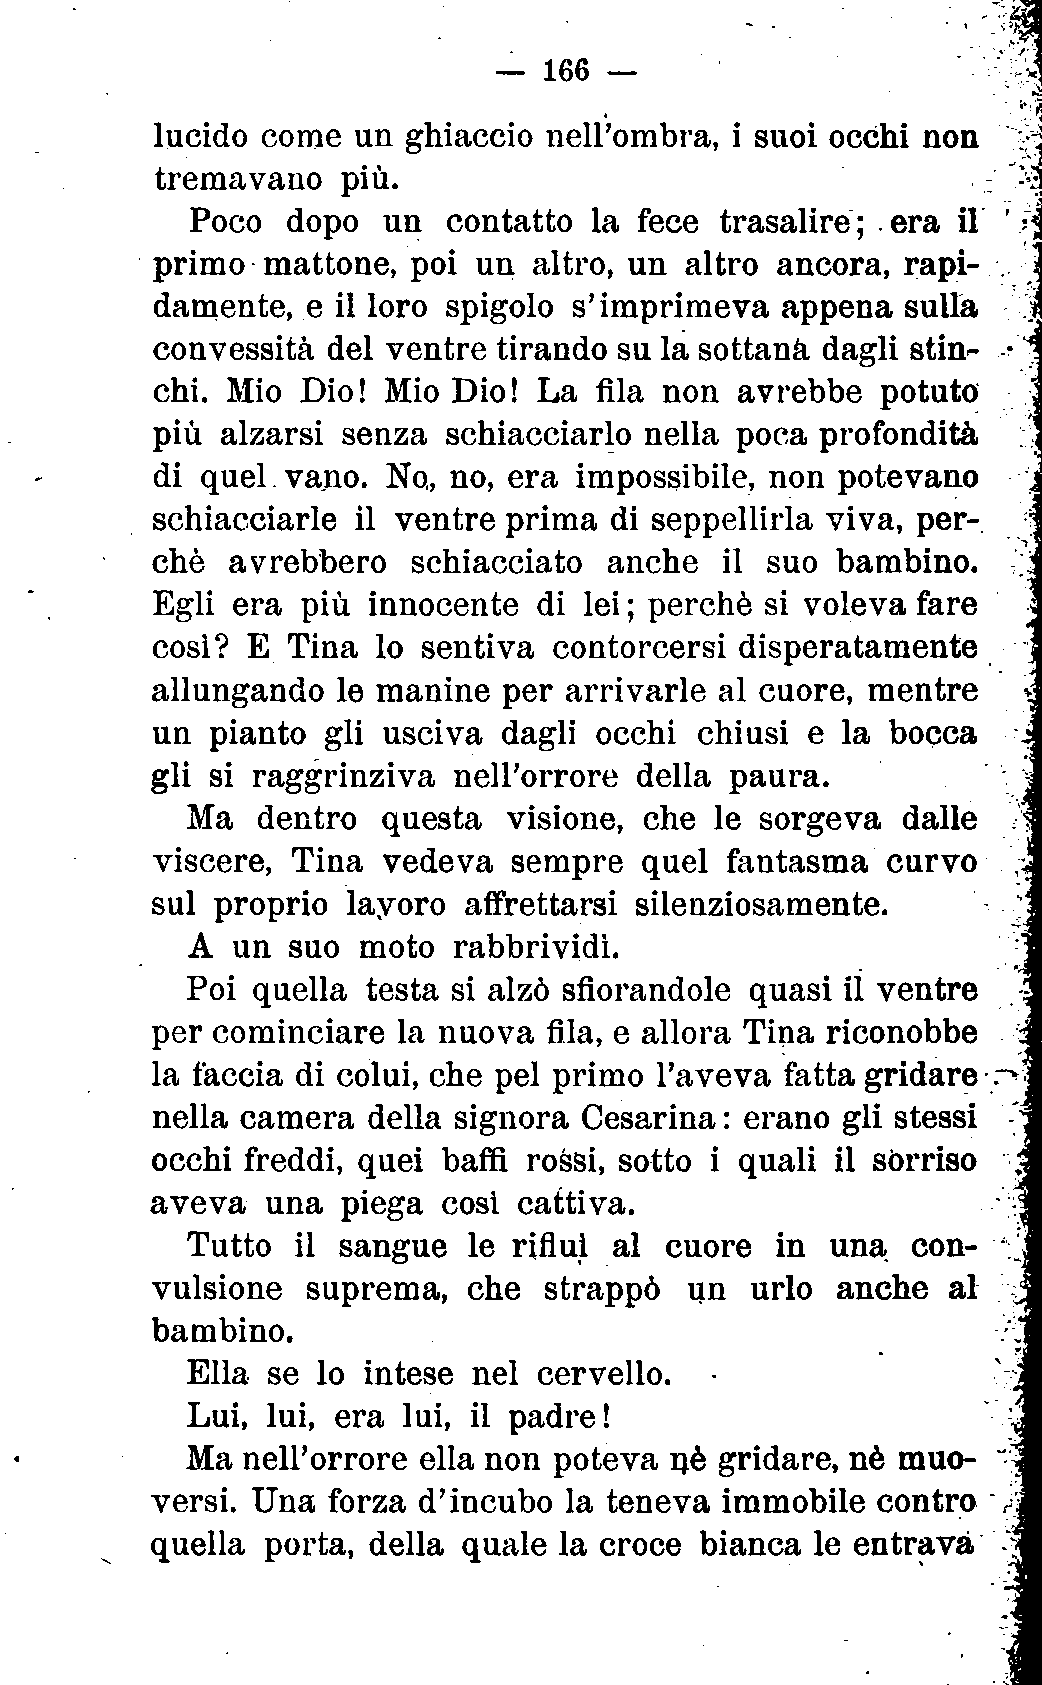 — 166 —
lucido come un ghiaccio nell'ombra, i suoi occhi non
tremavano più.
Poco dopo un contatto la fece trasalire; era il
primo mattone, poi un altro, un altro ancora, rapi-
damente, e il loro spigolo s'imprimeva appena sulla
convessità del ventre tirando su la sottana dagli stin-
chi. Mio Dio! Mio Dio! La fila non avrebbe potuto
più alzarsi senza schiacciarlo nella poca profondità
di quel vano. No, no, era impossibile, non potevano
schiacciarle il ventre prima di seppellirla viva, per-
chè avrebbero schiacciato anche il suo bambino.
Egli era più innocente di lei; perchè si voleva fare
così? E Tina lo sentiva contorcersi disperatamente
allungando le manine per arrivarle al cuore, mentre
un pianto gli usciva dagli occhi chiusi e la bocca
gli si raggrinziva nell'orrore della paura.
Ma dentro questa visione, che le sorgeva dalle
viscere, Tina vedeva sempre quel fantasma curvo
sul proprio lavoro affrettarsi silenziosamente.
A un suo moto rabbrividì.
Poi quella testa si alzò sfiorandole quasi il ventre
per cominciare la nuova fila, e allora Tina riconobbe
la faccia di colui, che pel primo l'aveva fatta gridare
nella camera della signora Cesarina: erano gli stessi
occhi freddi, quei baffi rossi, sotto i quali il sorriso
aveva una piega così cattiva.
Tutto il sangue le rifluì al cuore in una con-
vulsione suprema, che strappò un urlo anche al
bambino.
Ella se lo intese nel cervello.
Lui, lui, era lui, il padre!
Ma nell'orrore ella non poteva nè gridare, nè muo-
versi. Una forza d'incubo la teneva immobile contro
quella porta, della quale la croce bianca le entrava